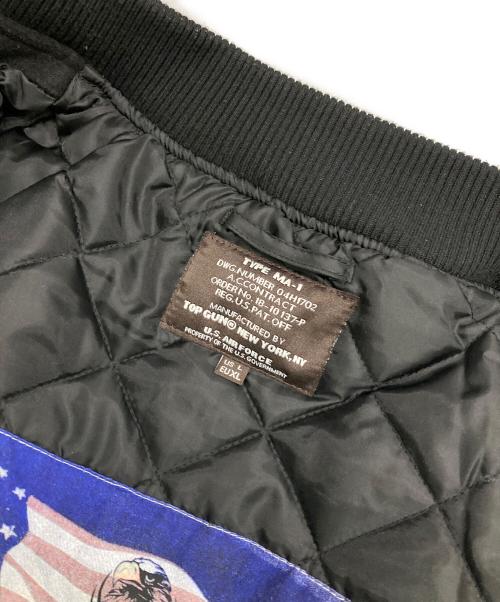 TYPE MA-1
DWG.NUMBER 04H1702
A.C.CONTRACT
ORDER No. 18-10137-P
REG.U.S.PAT.OFF
MANUFACTURED BY
TOP GUN® NEW YORK,NY
U.S.AIR FORCE
PROPERTY OF THE U.S. GOVERNMENT
US L
EU XL